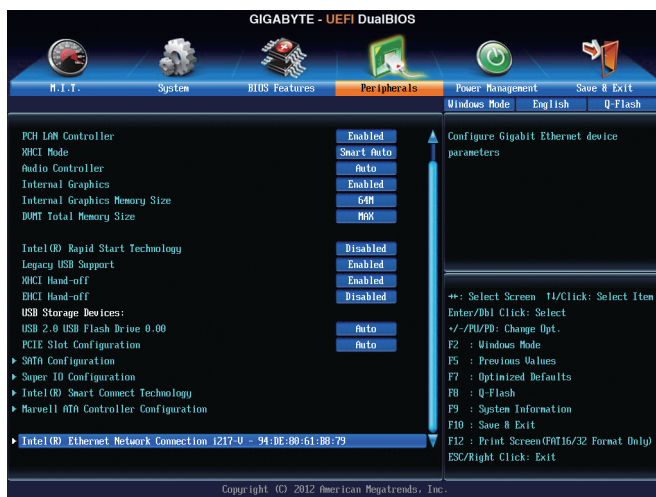 GIGABYTE - UEFI DualBIOS
M.I.T. System BIOS Features Peripherals Power Management Save & Exit
Windows Mode English Q-Flash
PCH LAN Controller Enabled
XHCI Mode Smart Auto
Audio Controller Auto
Internal Graphics Enabled
Internal Graphics Memory Size 64M
DVMT Total Memory Size MAX
Intel(R) Rapid Start Technology Disabled
Legacy USB Support Enabled
XHCI Hand-off Enabled
EHCI Hand-off Disabled
USB Storage Devices:
USB 2.0 USB Flash Drive 0.00 Auto
PCIE Slot Configuration Auto
SATA Configuration
Super IO Configuration
Intel(R) Smart Connect Technology
Marvell ATA Controller Configuration
Intel(R) Ethernet Network Connection i217-V - 94:DE:80:61:B8:79
Configure Gigabit Ethernet device
parameters
→←: Select Screen ↑↓/Click: Select Item
Enter/Dbl Click: Select
+/-/PU/PD: Change Opt.
F2 : Windows Mode
F5 : Previous Values
F7 : Optimized Defaults
F8 : Q-Flash
F9 : System Information
F10 : Save & Exit
F12 : Print Screen(FAT16/32 Format Only)
ESC/Right Click: Exit
Copyright (C) 2012 American Megatrends, Inc.